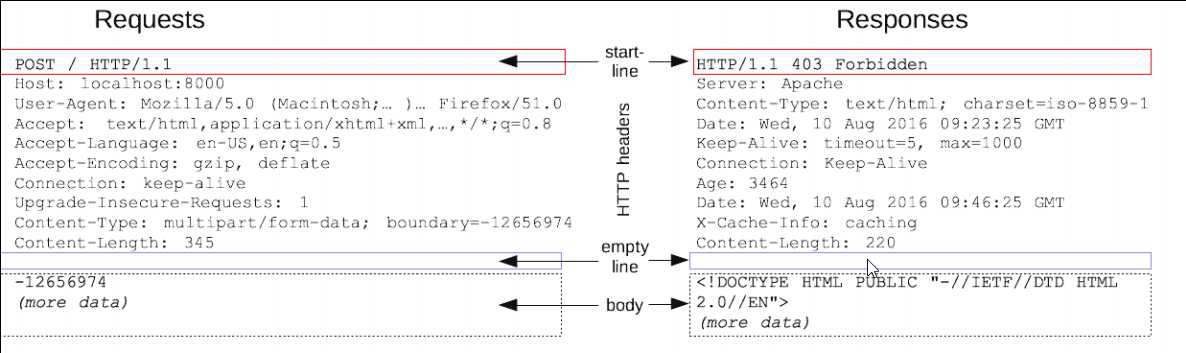 Requests
POST / HTTP/1.1
Host: localhost:8000
User-Agent: Mozilla/5.0 (Macintosh;… )… Firefox/51.0
Accept: text/html,application/xhtml+xml,…,*/*;q=0.8
Accept-Language: en-US,en;q=0.5
Accept-Encoding: gzip, deflate
Connection: keep-alive
Upgrade-Insecure-Requests: 1
Content-Type: multipart/form-data; boundary=-12656974
Content-Length: 345
-12656974
(more data)
start-
line
HTTP headers
empty
line
body
Responses
HTTP/1.1 403 Forbidden
Server: Apache
Content-Type: text/html; charset=iso-8859-1
Date: Wed, 10 Aug 2016 09:23:25 GMT
Keep-Alive: timeout=5, max=1000
Connection: Keep-Alive
Age: 3464
Date: Wed, 10 Aug 2016 09:46:25 GMT
X-Cache-Info: caching
Content-Length: 220
<!DOCTYPE HTML PUBLIC "-//IETF//DTD HTML
2.0//EN">
(more data)